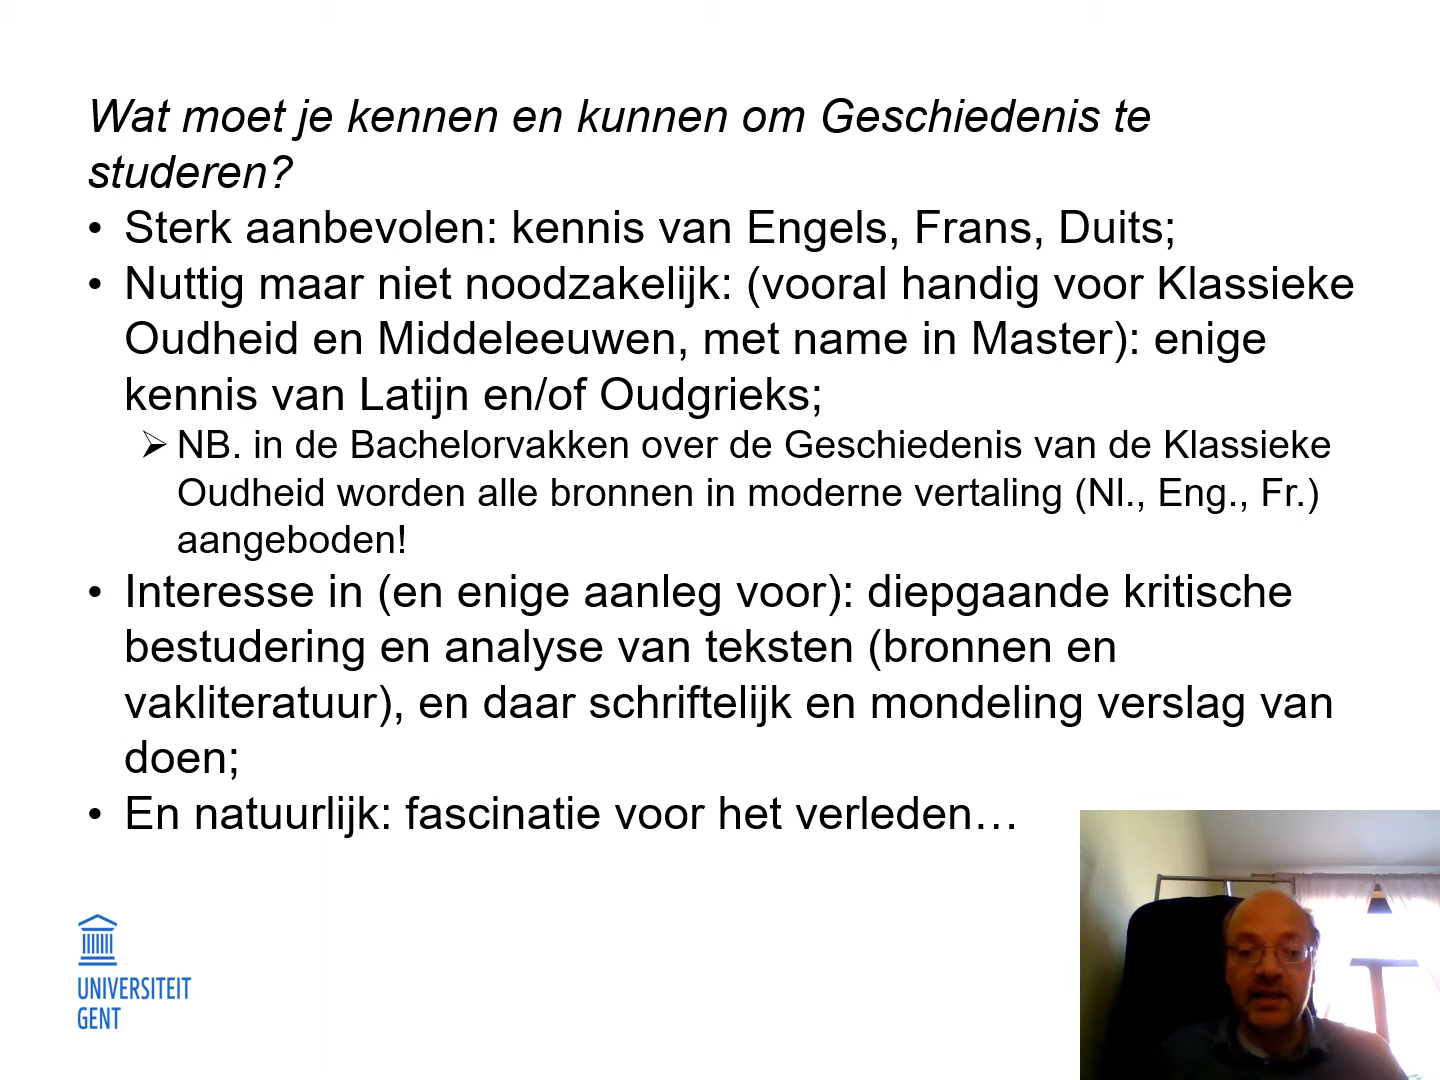 Wat moet je kennen en kunnen om Geschiedenis te
studeren?
• Sterk aanbevolen: kennis van Engels, Frans, Duits;
• Nuttig maar niet noodzakelijk: (vooral handig voor Klassieke
Oudheid en Middeleeuwen, met name in Master): enige
kennis van Latijn en/of Oudgrieks;
➢ NB. in de Bachelorvakken over de Geschiedenis van de Klassieke
Oudheid worden alle bronnen in moderne vertaling (Nl., Eng., Fr.)
aangeboden!
• Interesse in (en enige aanleg voor): diepgaande kritische
bestudering en analyse van teksten (bronnen en
vakliteratuur), en daar schriftelijk en mondeling verslag van
doen;
• En natuurlijk: fascinatie voor het verleden…
UNIVERSITEIT
GENT